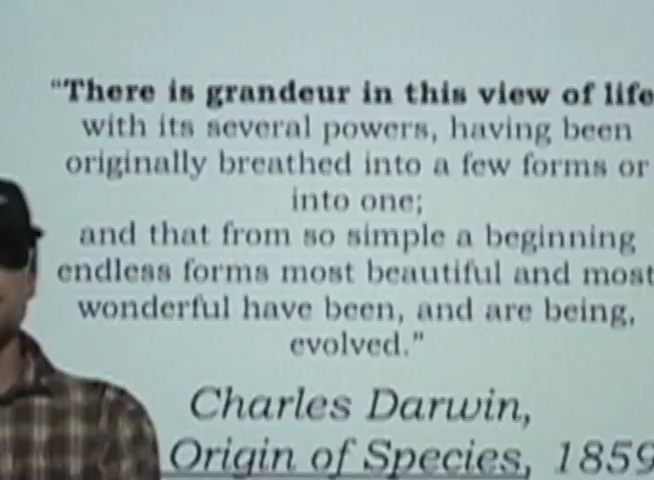 “There is grandeur in this view of life
with its several powers, having been
originally breathed into a few forms or
into one;
and that from so simple a beginning
endless forms most beautiful and most
wonderful have been, and are being,
evolved.”
Charles Darwin,
Origin of Species, 1859